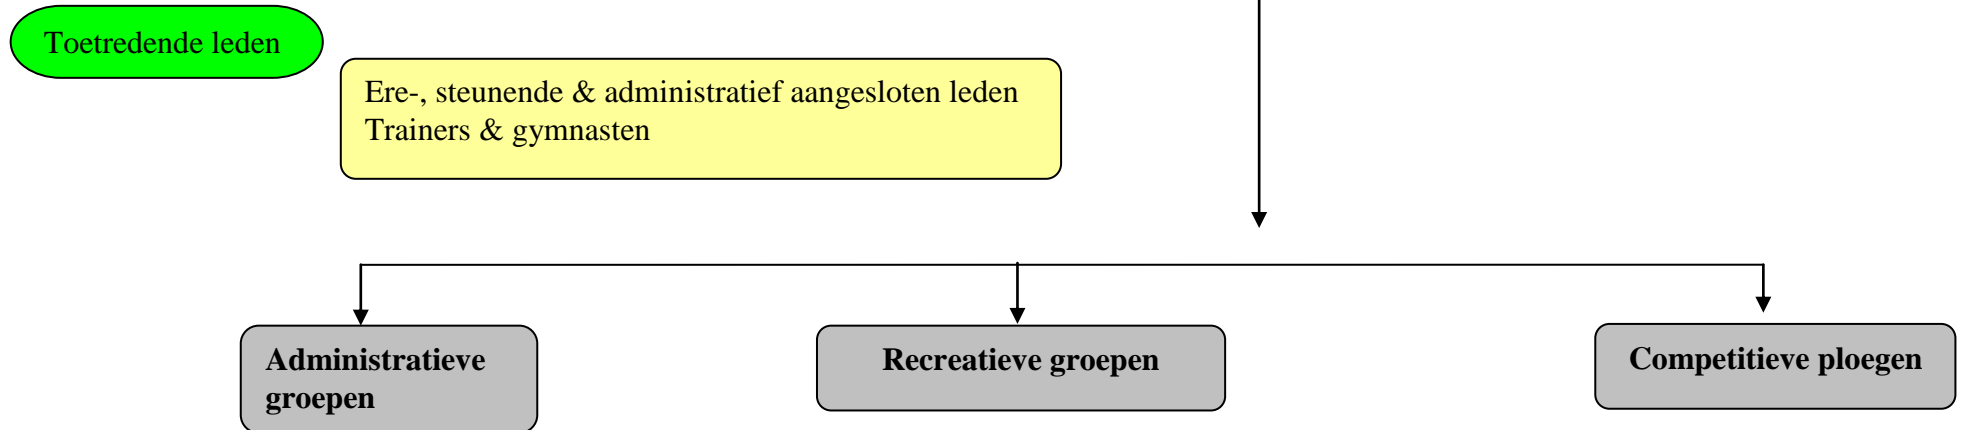 Toetredende leden
Ere-, steunende & administratief aangesloten leden
Trainers & gymnasten
Administratieve
groepen
Recreatieve groepen
Competitieve ploegen